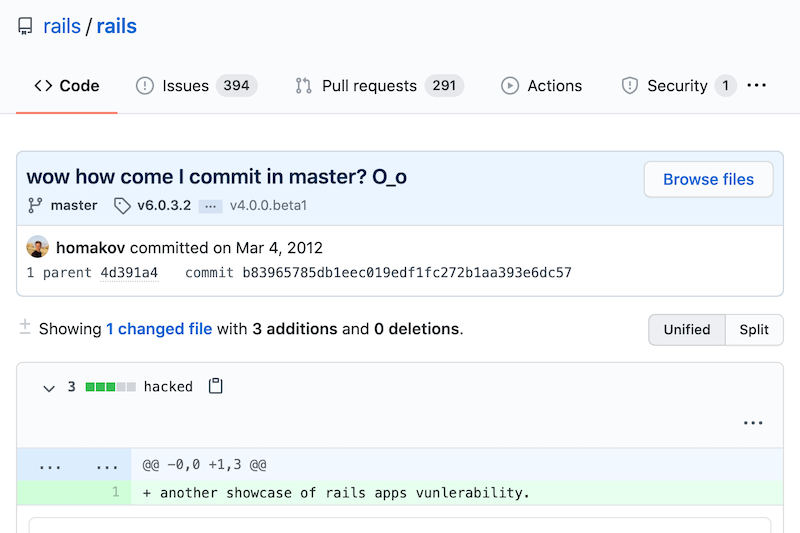 rails / rails
Code Issues 394 Pull requests 291 Actions Security 1 ...
wow how come I commit in master? O_o
Browse files
master v6.0.3.2 ... v4.0.0.beta1
homakov committed on Mar 4, 2012
1 parent 4d391a4 commit b83965785db1eec019edf1fc272b1aa393e6dc57
Showing 1 changed file with 3 additions and 0 deletions.
Unified Split
3 hacked
...
... ... @@ -0,0 +1,3 @@
1 + another showcase of rails apps vunlerability.